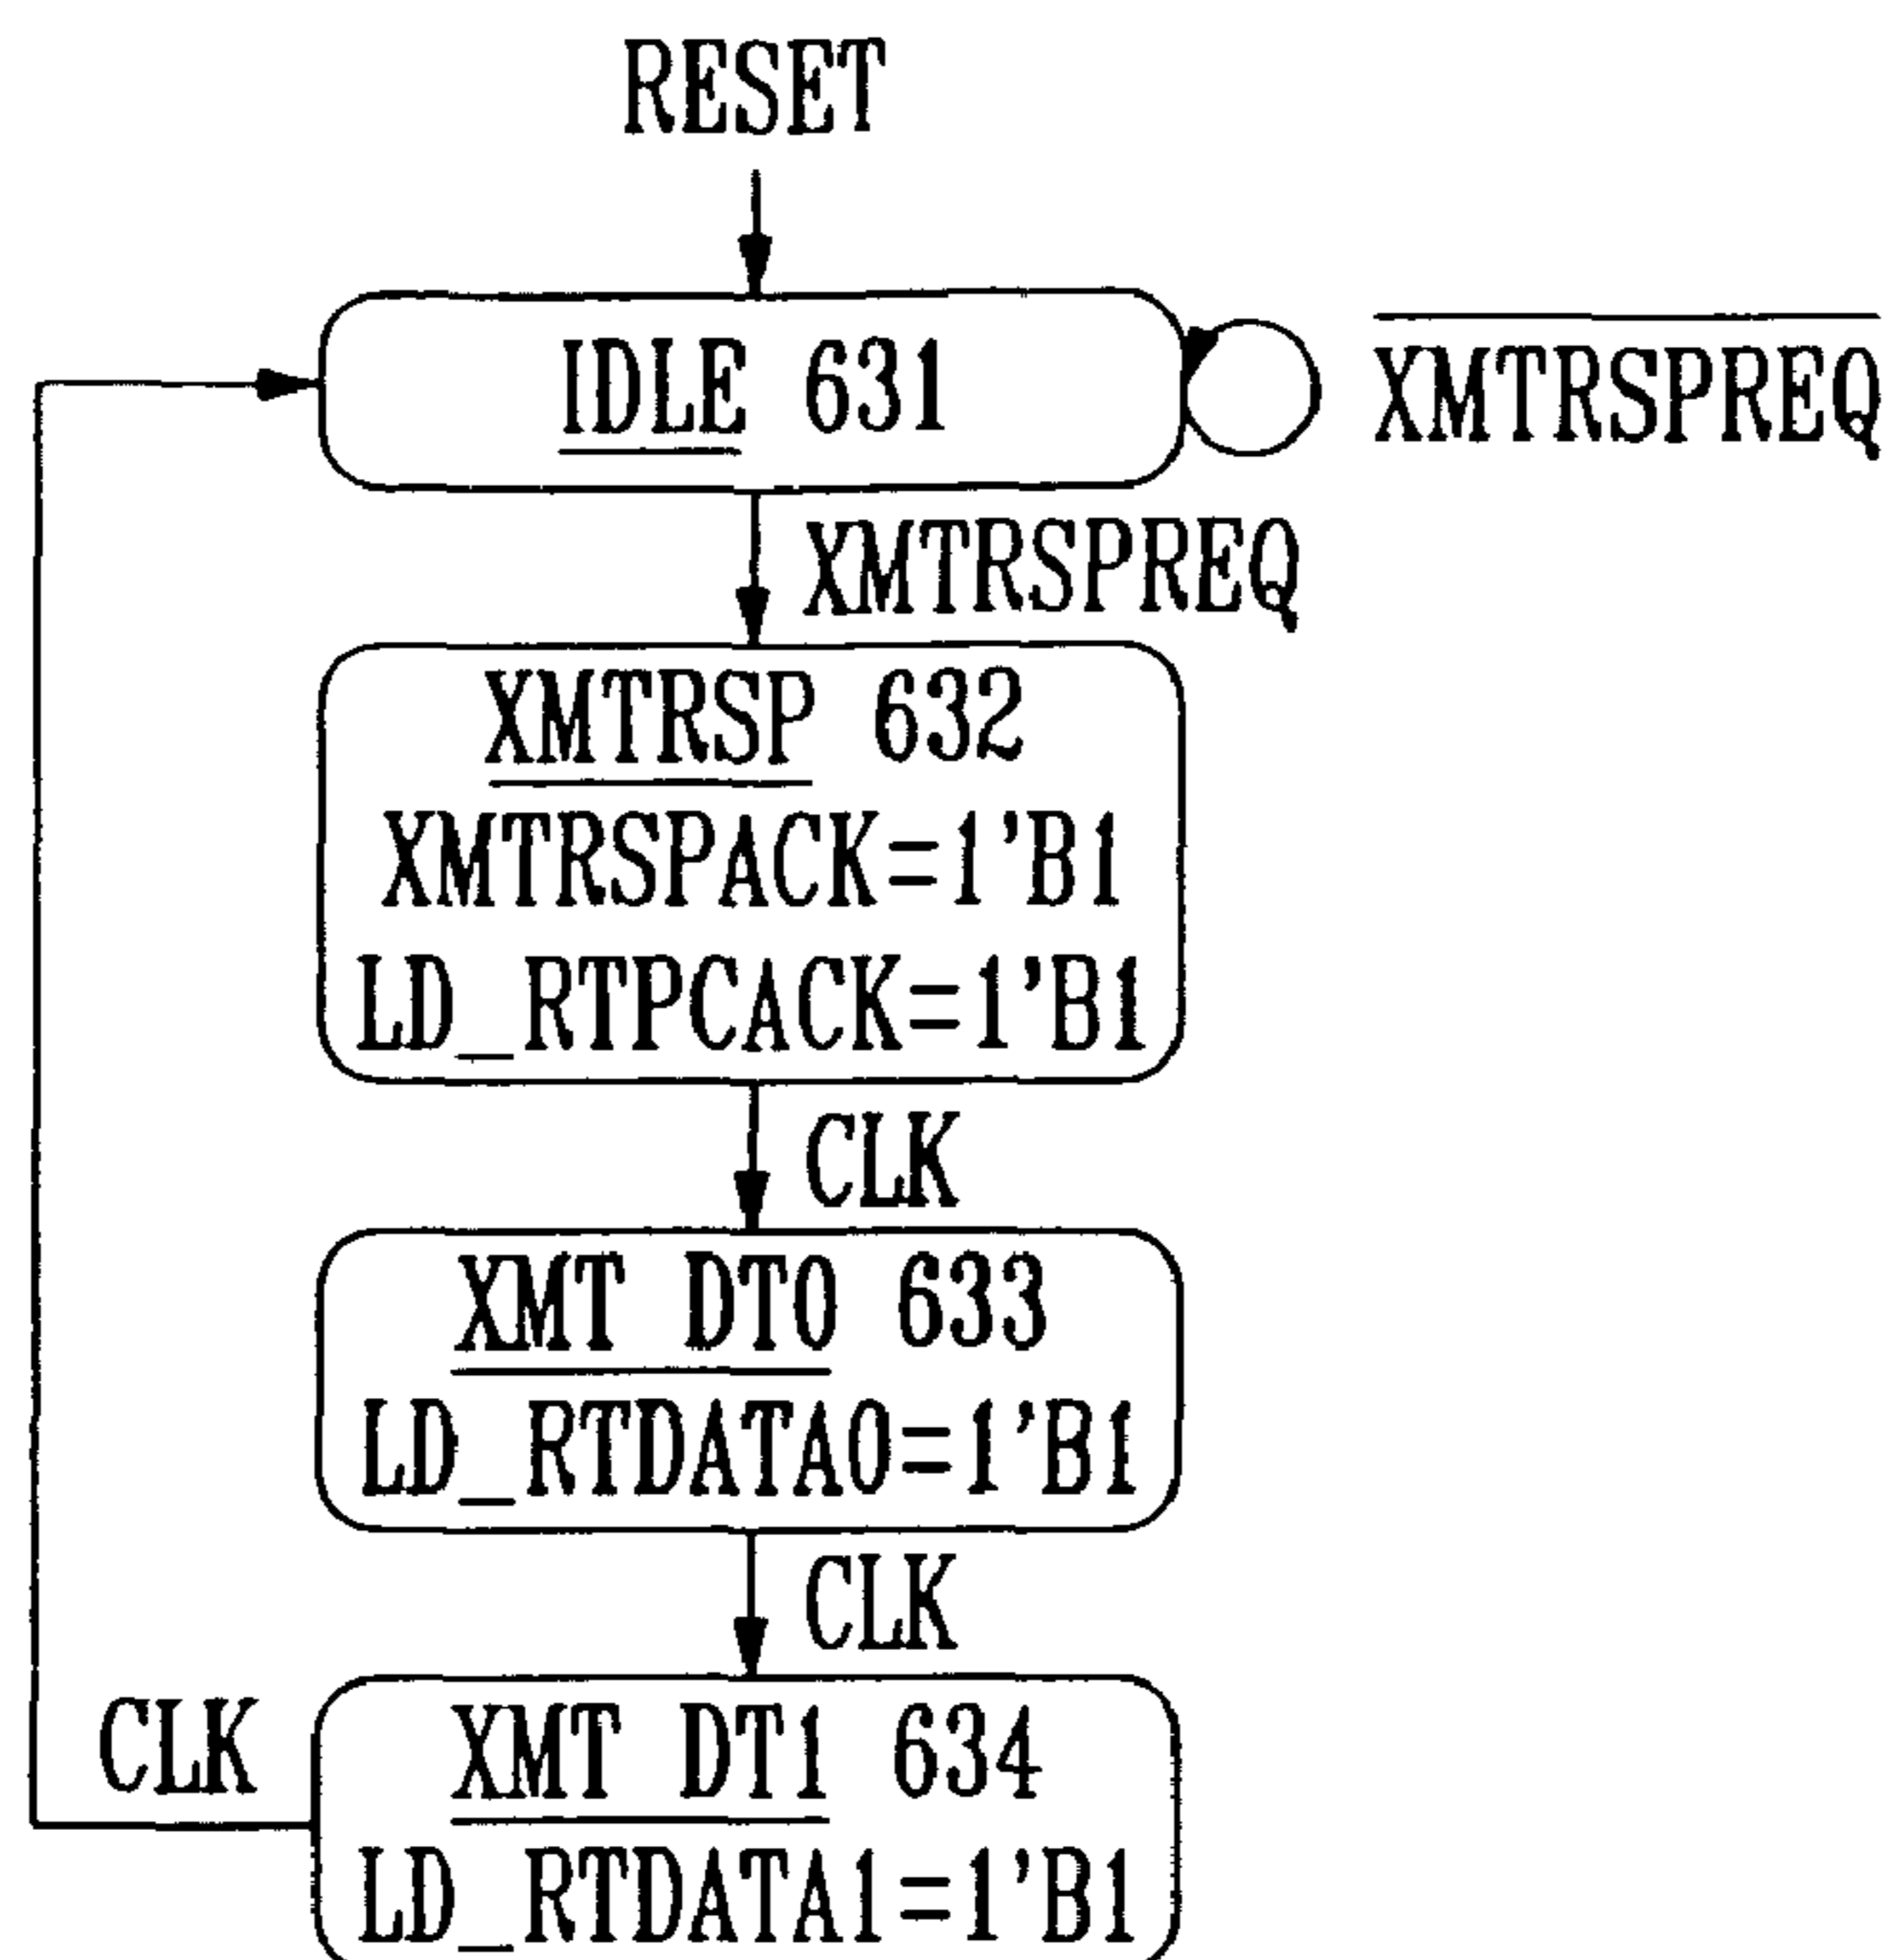 RESET
IDLE 631
XMTRSPREQ
XMTRSPREQ
XMTRSP 632
XMTRSPACK=1'B1
LD_RTPCACK=1'B1
CLK
XMT DT0 633
LD_RTDATA0=1'B1
CLK
CLK
XMT DT1 634
LD_RTDATA1=1'B1